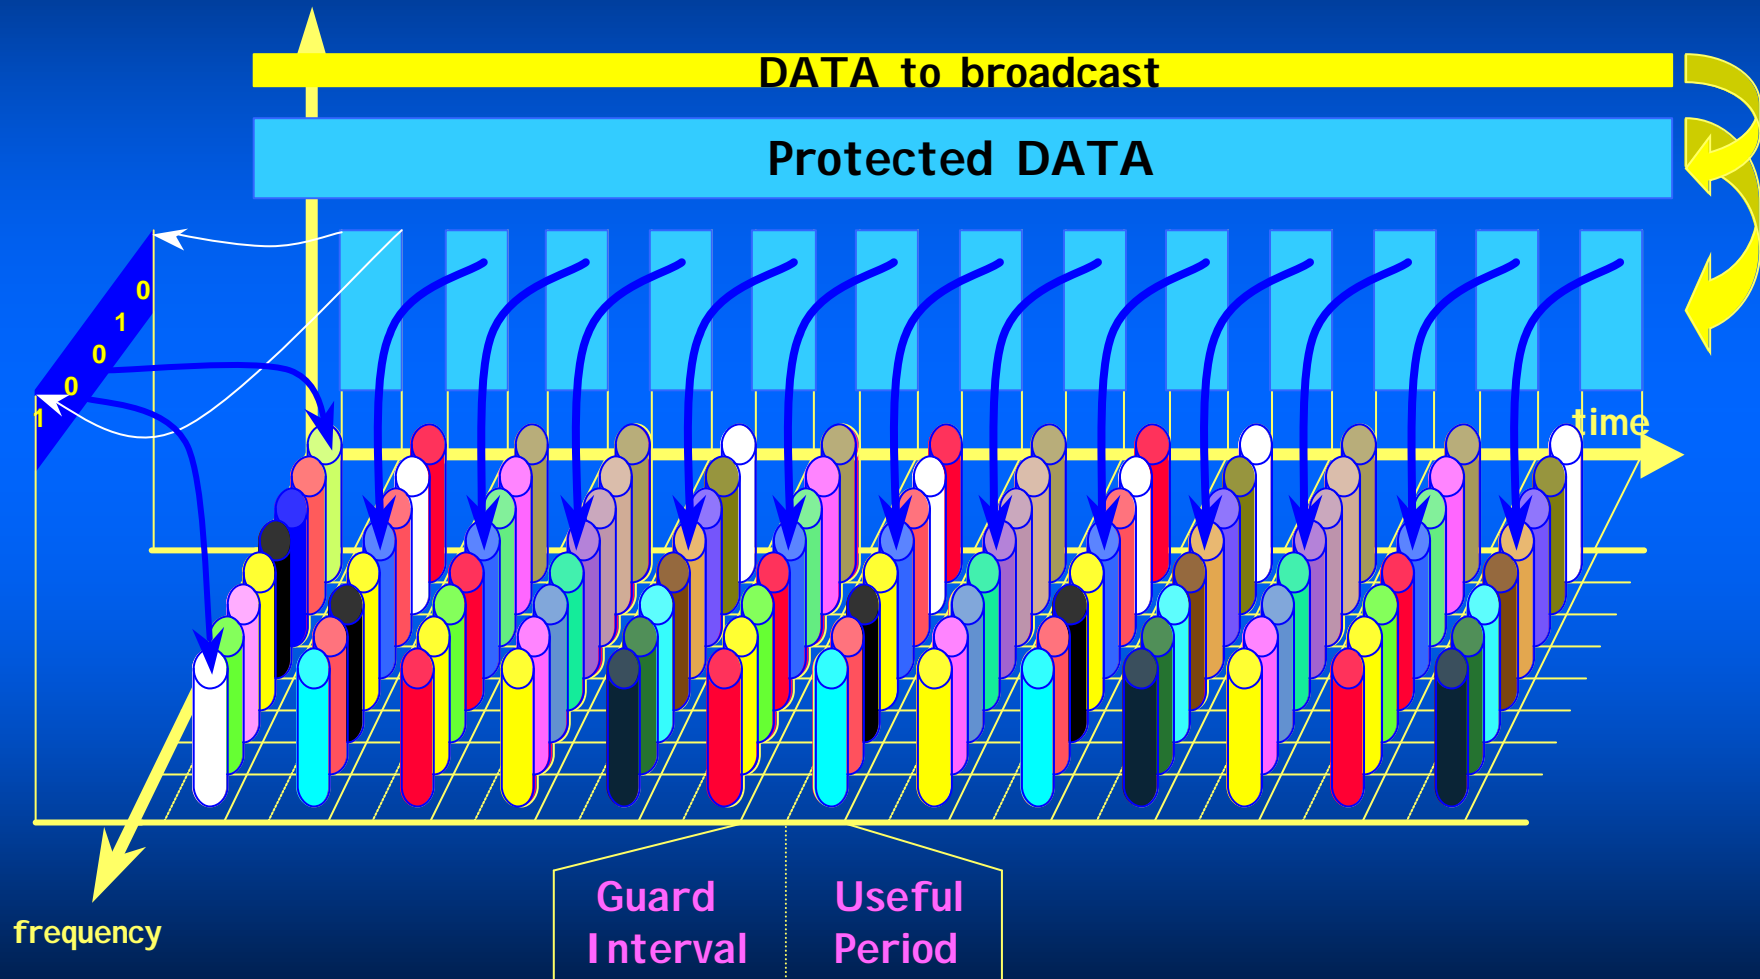 DATA to broadcast
Protected DATA
0
1
0
0
1
time
frequency
Guard
Interval
Useful
Period